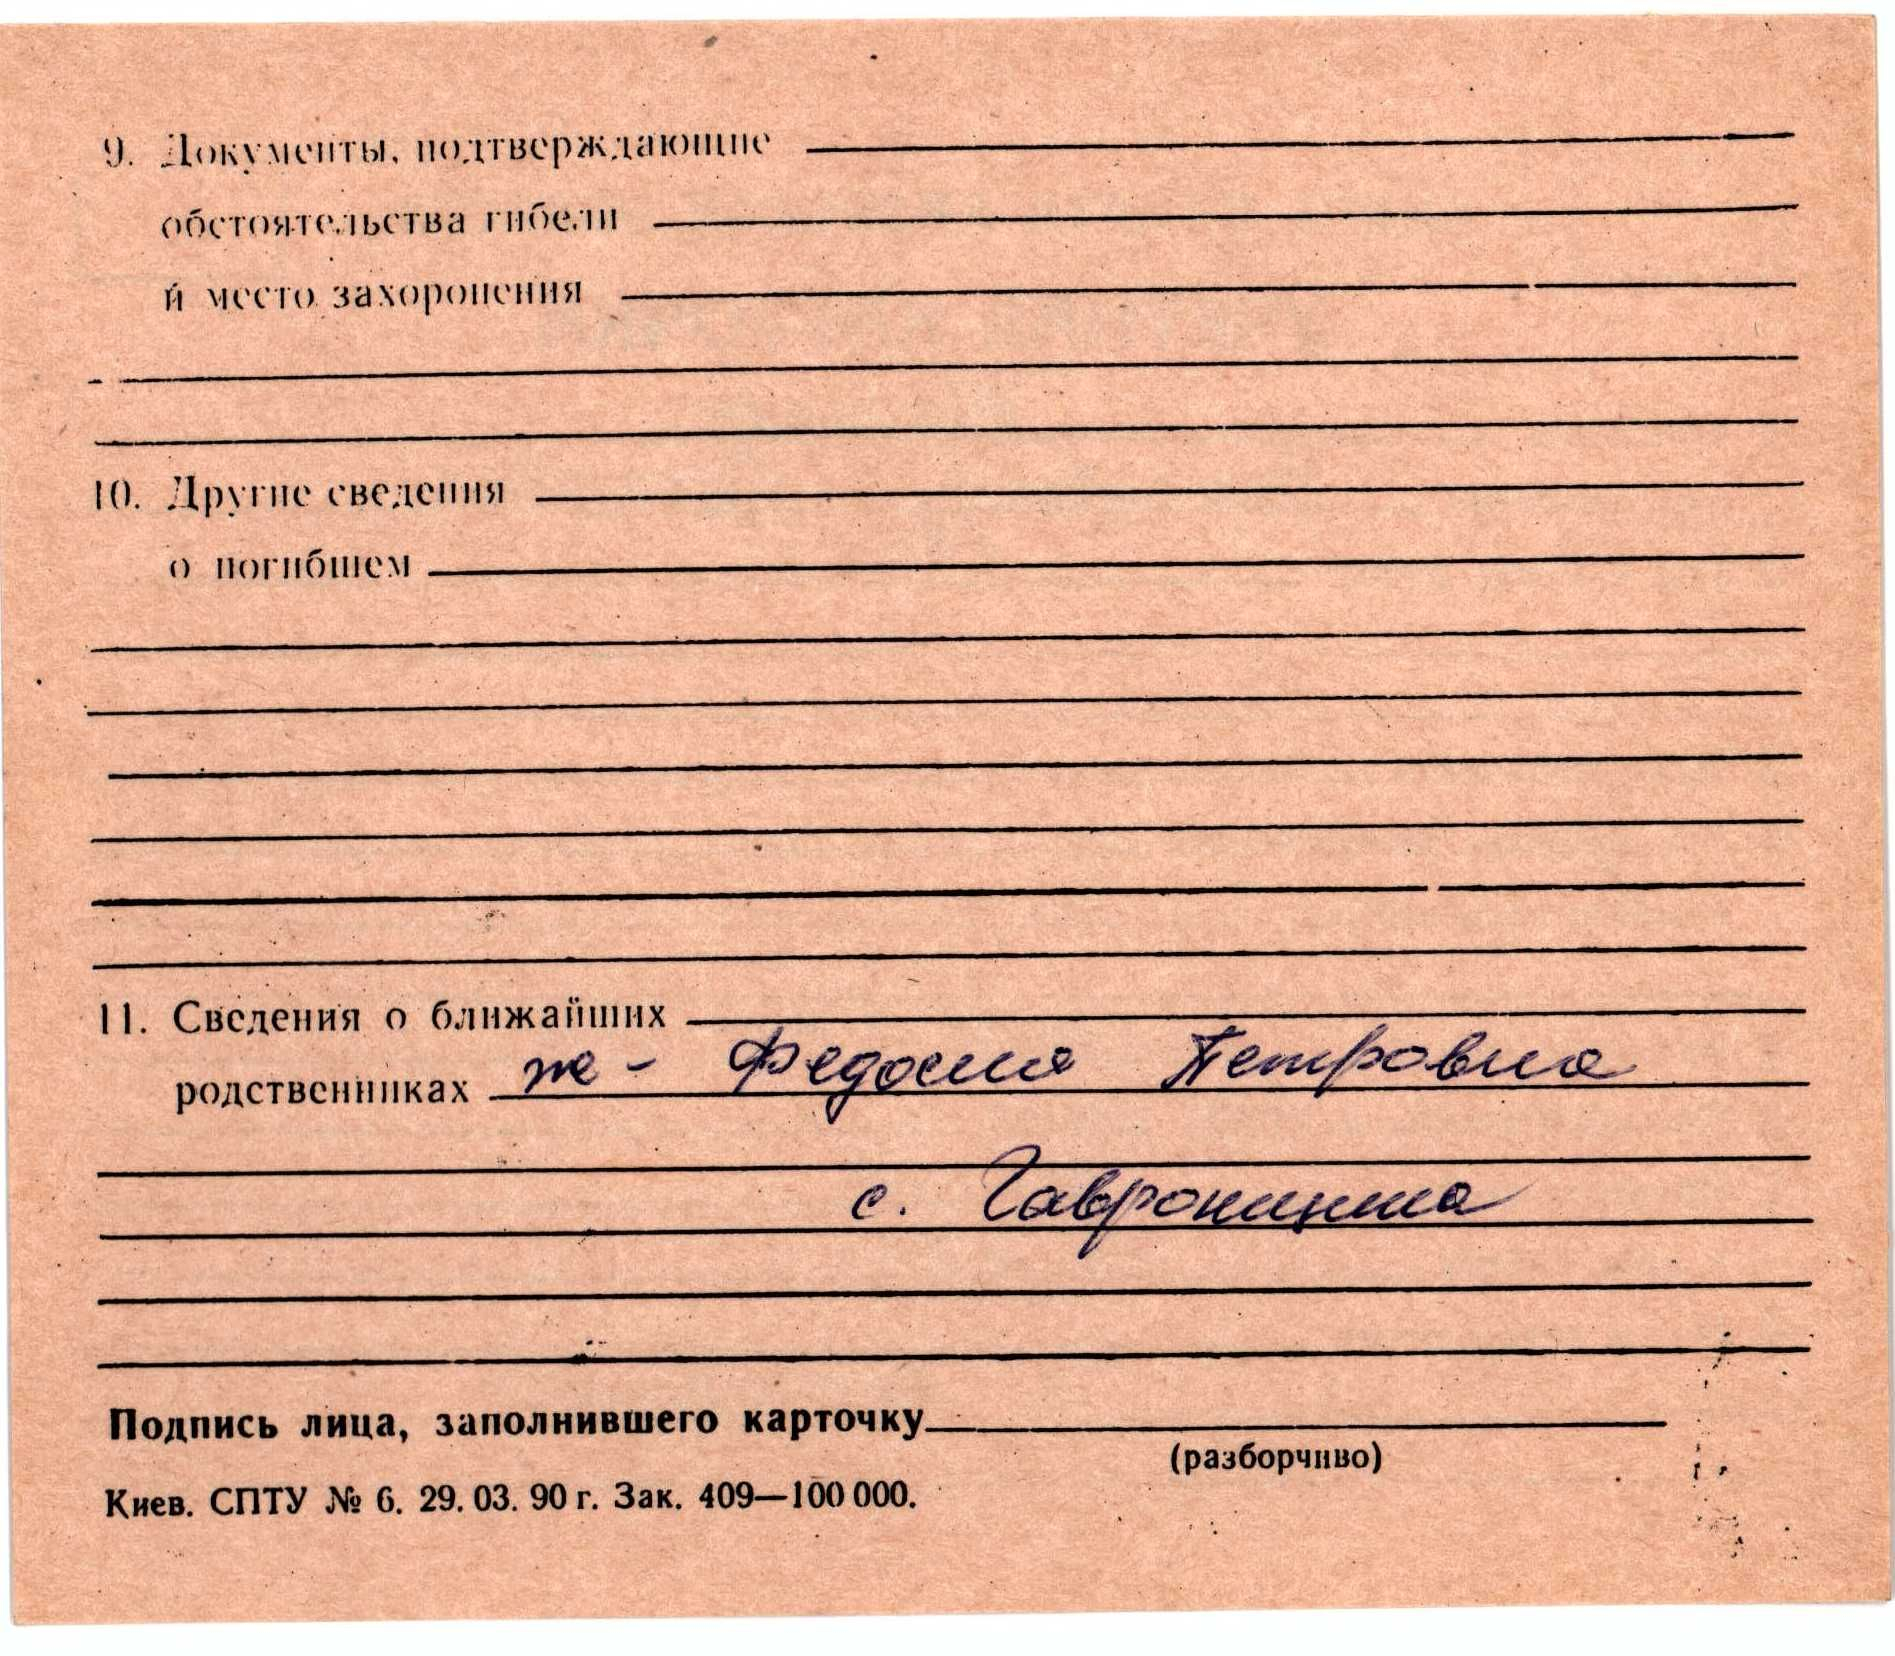 9. Документы, подтверждающие
обстоятельства гибели
и место захоронения
10. Другие сведения
о погибшем
11. Сведения о ближайших
родственниках ж - Федосия Петровна
с. Гавронщина
Подпись лица, заполнившего карточку
(разборчиво)
Киев. СПТУ № 6. 29. 03. 90 г. Зак. 409—100 000.